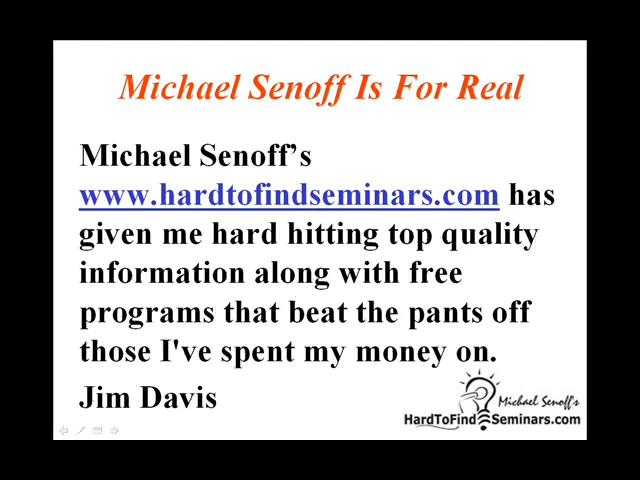 Michael Senoff Is For Real
Michael Senoff's
www.hardtofindseminars.com has
given me hard hitting top quality
information along with free
programs that beat the pants off
those I've spent my money on.
Jim Davis
Michael Senoff's
HardToFindSeminars.com